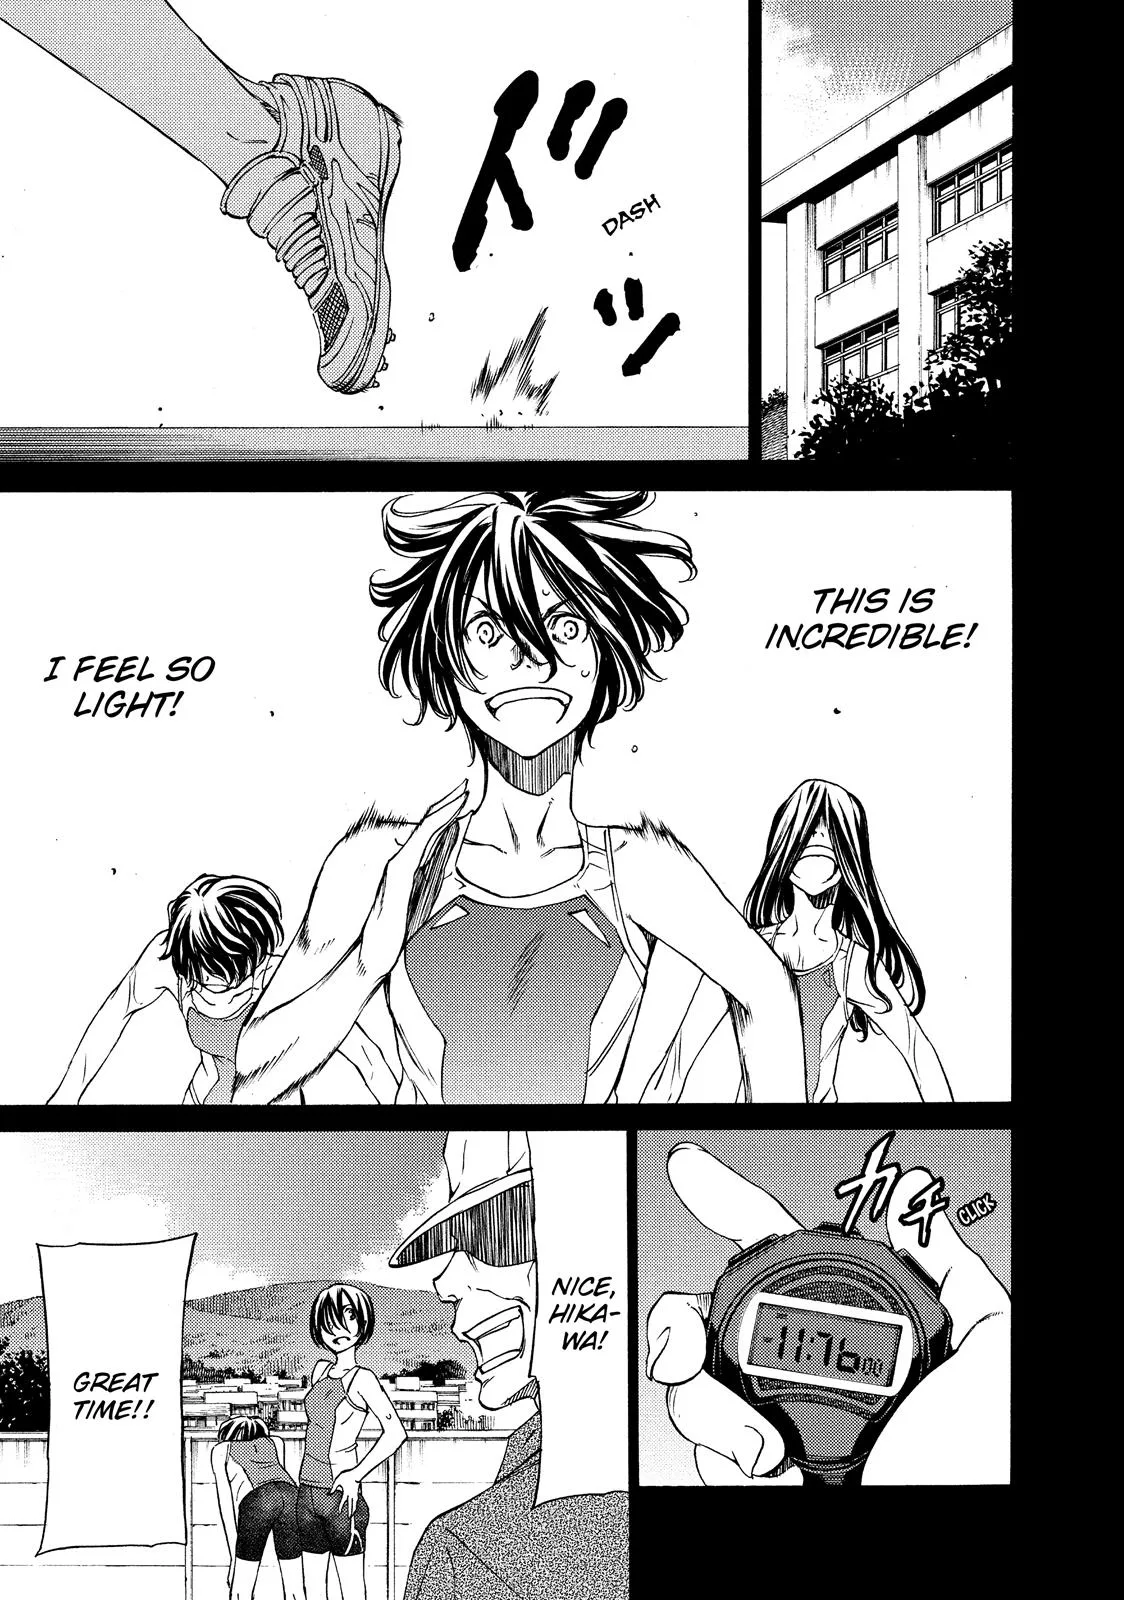 ズ
ダッ
DASH
THIS IS
INCREDIBLE!
I FEEL SO
LIGHT!
カチ
CLICK
11:76
NICE,
HIKA-
WA!
GREAT
TIME!!